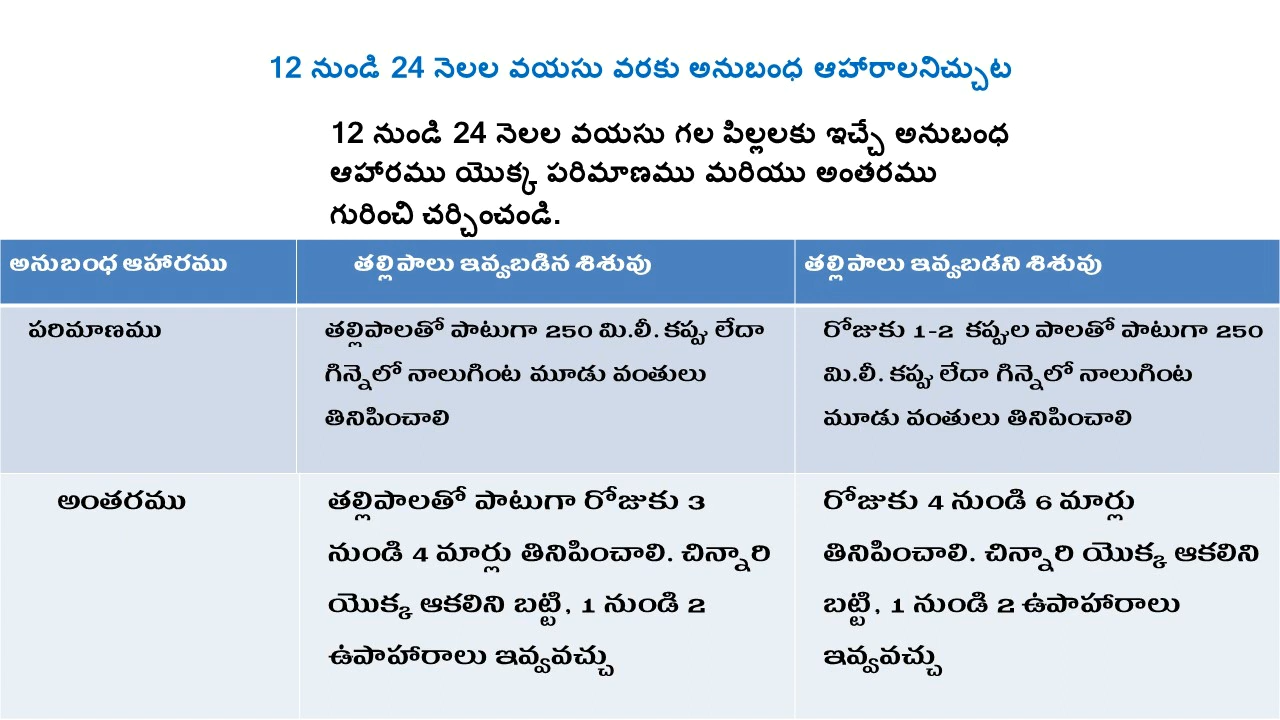 12 నుండి 24 నెలల వయసు వరకు అనుబంధ ఆహారాలనిచ్చుట
12 నుండి 24 నెలల వయసు గల పిల్లలకు ఇచ్చే అనుబంధ
ఆహారము యొక్క పరిమాణము మరియు అంతరము
గురించి చర్చించండి.
అనుబంధ ఆహారము
తల్లిపాలు ఇవ్వబడిన శిశువు
తల్లిపాలు ఇవ్వబడని శిశువు
పరిమాణము
తల్లిపాలతో పాటుగా 250 మి.లీ. కప్పు లేదా
గిన్నెలో నాలుగింట మూడు వంతులు
తినిపించాలి
రోజుకు 1-2 కప్పుల పాలతో పాటుగా 250
మి.లీ. కప్పు లేదా గిన్నెలో నాలుగింట
మూడు వంతులు తినిపించాలి
అంతరము
తల్లిపాలతో పాటుగా రోజుకు 3
నుండి 4 మార్లు తినిపించాలి. చిన్నారి
యొక్క ఆకలిని బట్టి, 1 నుండి 2
ఉపాహారాలు ఇవ్వవచ్చు
రోజుకు 4 నుండి 6 మార్లు
తినిపించాలి. చిన్నారి యొక్క ఆకలిని
బట్టి, 1 నుండి 2 ఉపాహారాలు
ఇవ్వవచ్చు